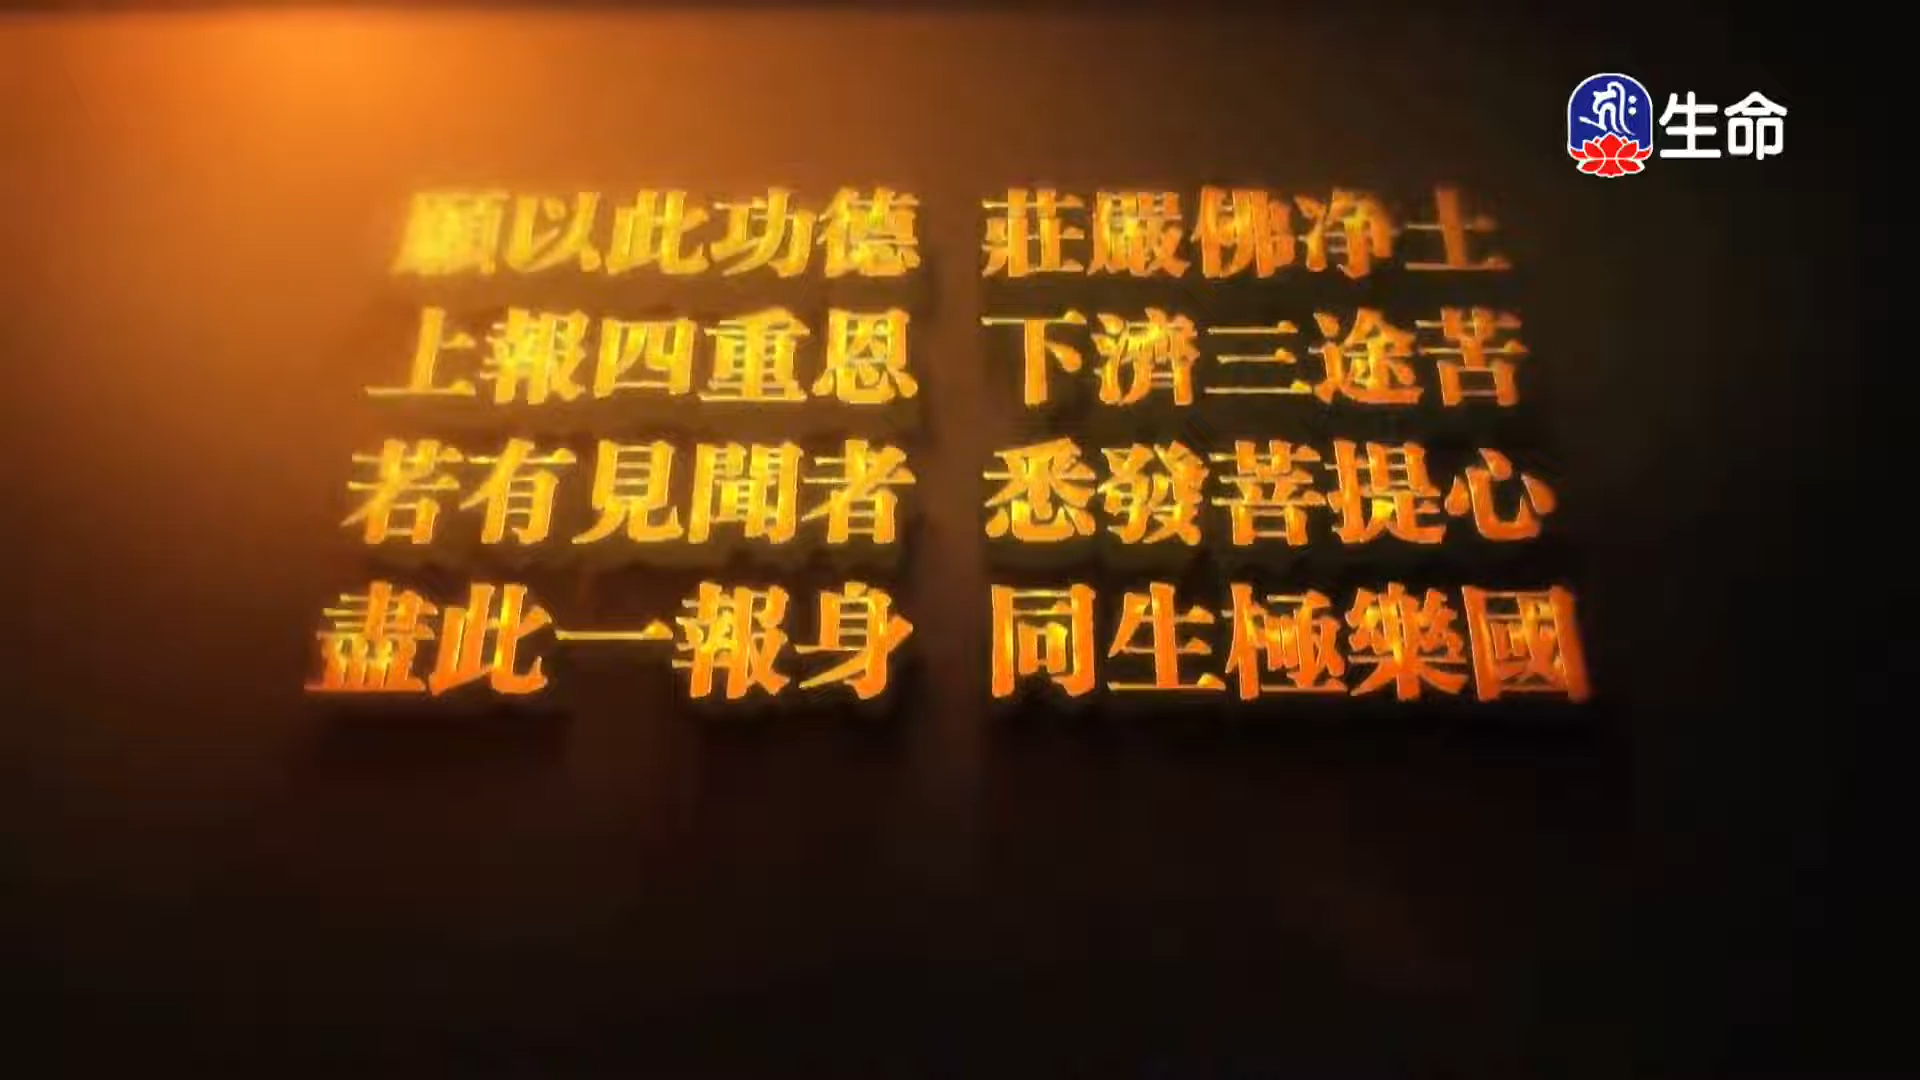 生命
願以此功德 莊嚴佛淨土
上報四重恩 下濟三途苦
若有見聞者 悉發菩提心
盡此一報身 同生極樂國